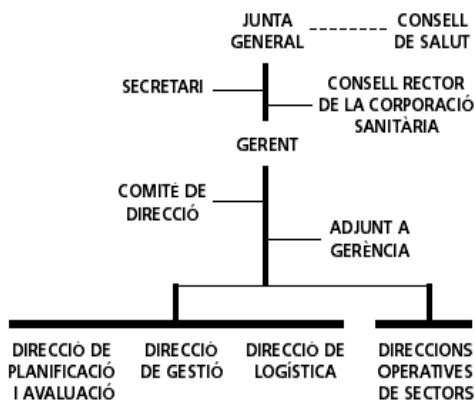 JUNTA
GENERAL
CONSELL
DE SALUT
SECRETARI
CONSELL RECTOR
DE LA CORPORACIÓ
SANITÀRIA
GERENT
COMITÈ DE
DIRECCIÓ
ADJUNT A
GERÈNCIA
DIRECCIÓ DE
PLANIFICACIÓ
I AVALUACIÓ
DIRECCIÓ
DE GESTIÓ
DIRECCIÓ DE
LOGÍSTICA
DIRECCIONS
OPERATIVES
DE SECTORS